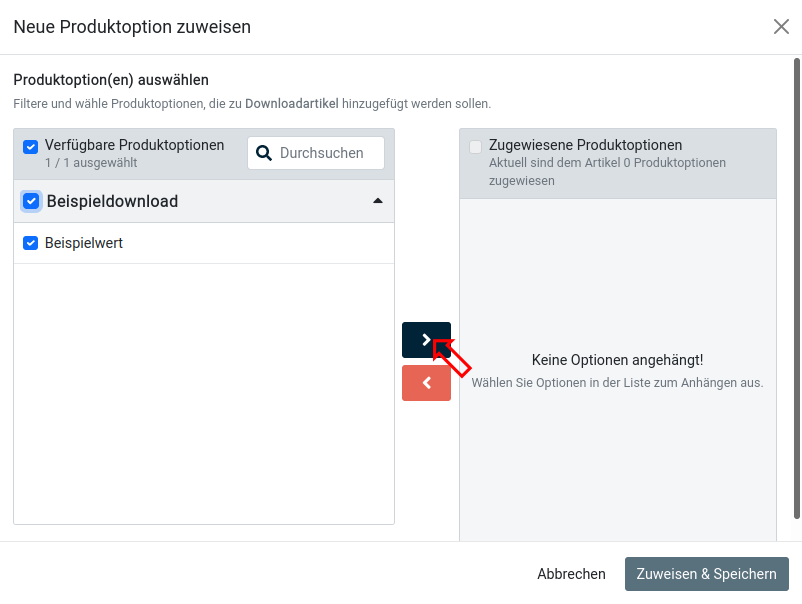 Neue Produktoption zuweisen
Produktoption(en) auswählen
Filtere und wähle Produktoptionen, die zu Downloadartikel hinzugefügt werden sollen.
Verfügbare Produktoptionen
1 / 1 ausgewählt
Durchsuchen
Beispieldownload
Beispielwert
Zugewiesene Produktoptionen
Aktuell sind dem Artikel 0 Produktoptionen
zugewiesen
Keine Optionen angehängt!
Wählen Sie Optionen in der Liste zum Anhängen aus.
Abbrechen
Zuweisen & Speichern